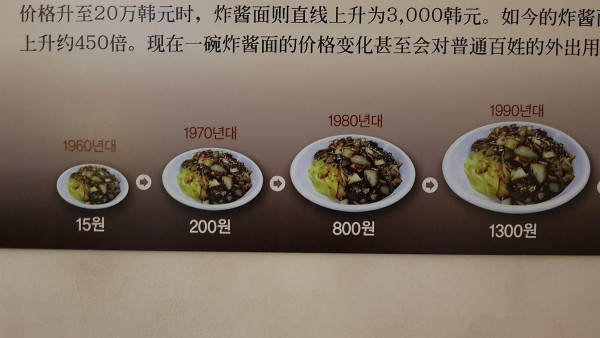 价格升至20万韩元时，炸酱面则直线上升为3,000韩元。如今的炸酱
上升约450倍。现在一碗炸酱面的价格变化甚至会对普通百姓的外出用
1960년대
1970년대
1980년대
1990년대
15원
200원
800원
1300원